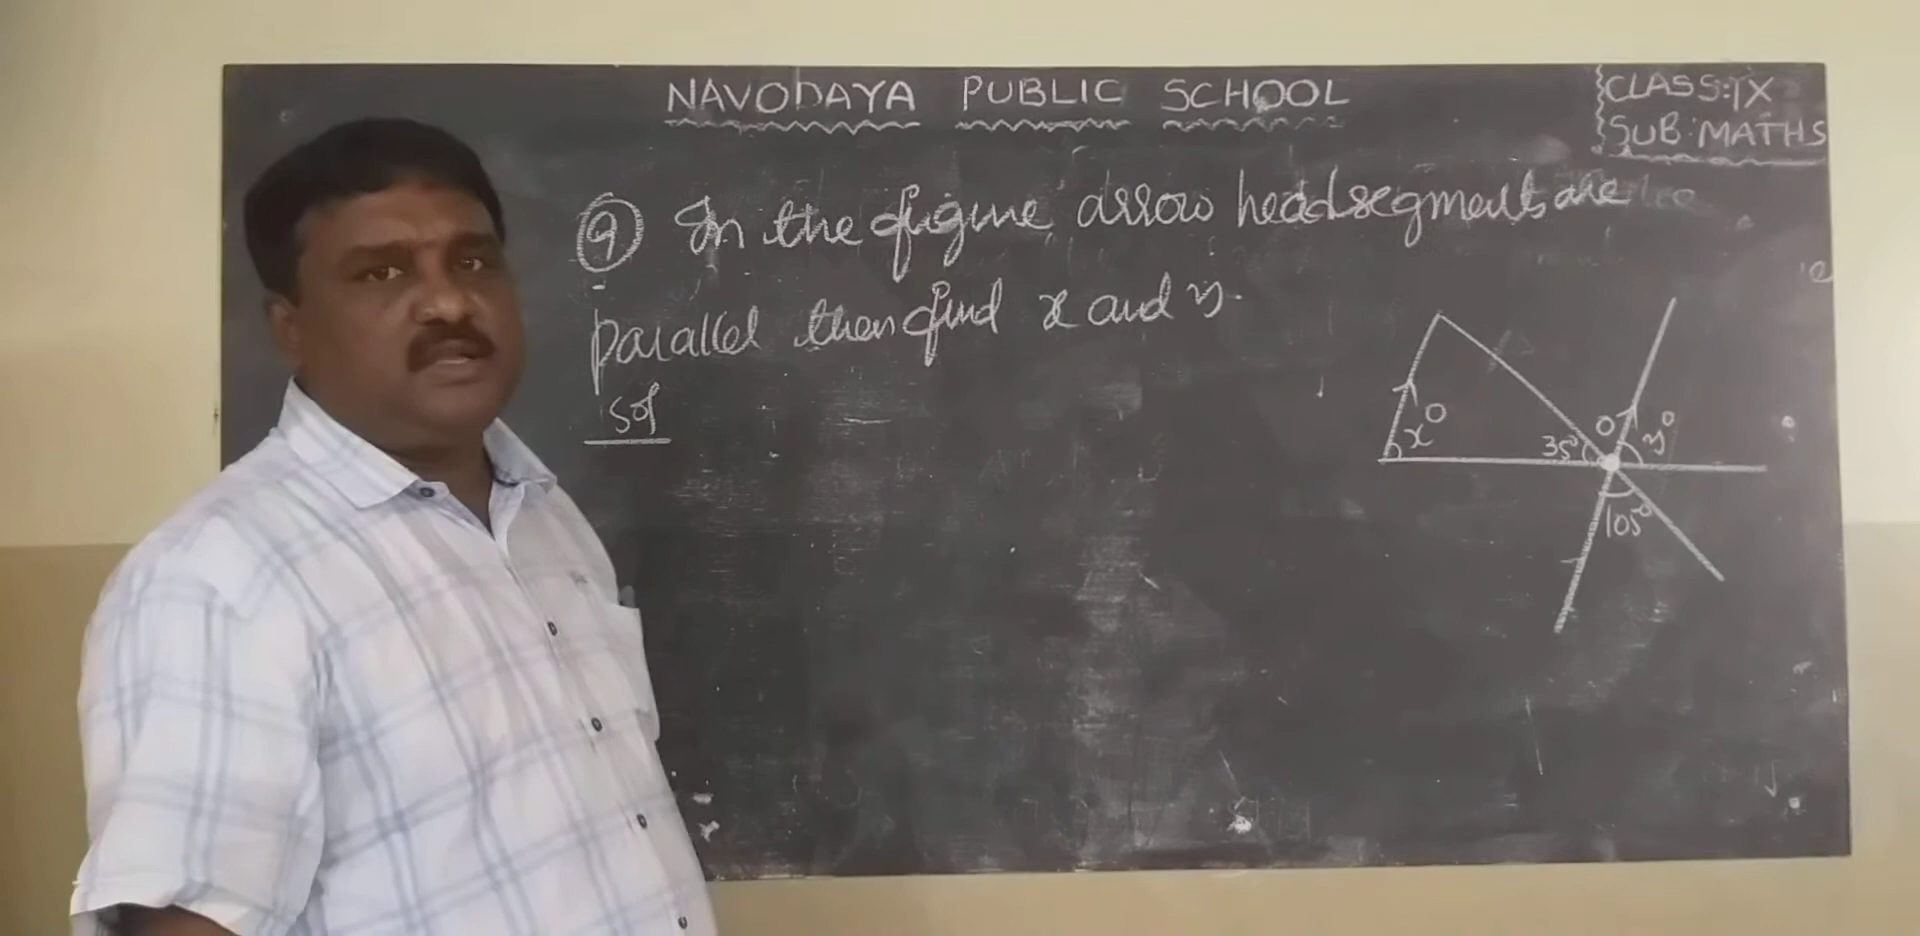 NAVODAYA PUBLIC SCHOOL
CLASS: IX
SUB: MATHS
Q In the figure arrow head segments are
parallel then find x and y.
Sol
x°
35°
O
y°
105°